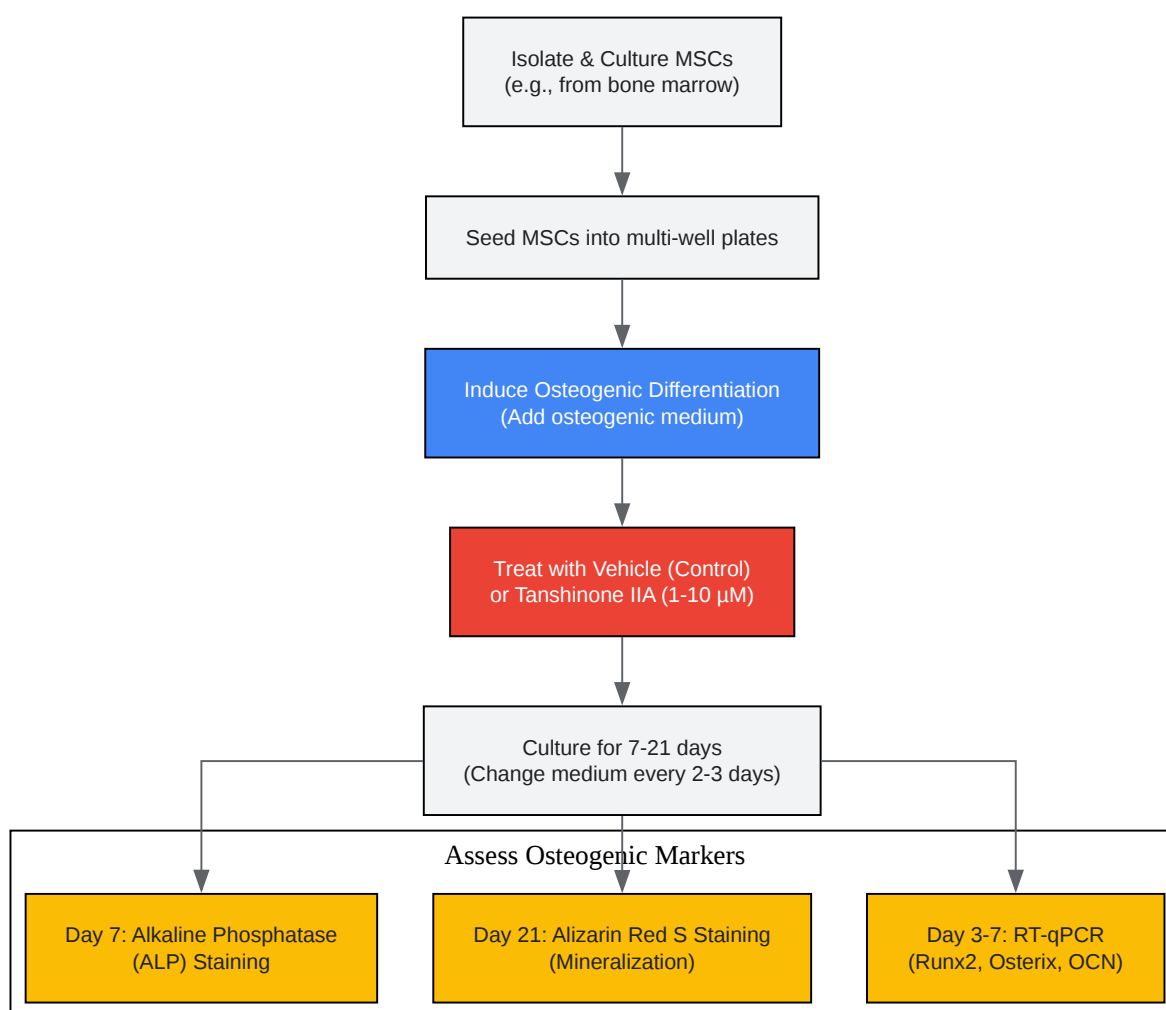 Isolate & Culture MSCs
(e.g., from bone marrow)
Seed MSCs into multi-well plates
Induce Osteogenic Differentiation
(Add osteogenic medium)
Treat with Vehicle (Control)
or Tanshinone IIA (1-10 µM)
Culture for 7-21 days
(Change medium every 2-3 days)
Assess Osteogenic Markers
Day 7: Alkaline Phosphatase
(ALP) Staining
Day 21: Alizarin Red S Staining
(Mineralization)
Day 3-7: RT-qPCR
(Runx2, Osterix, OCN)